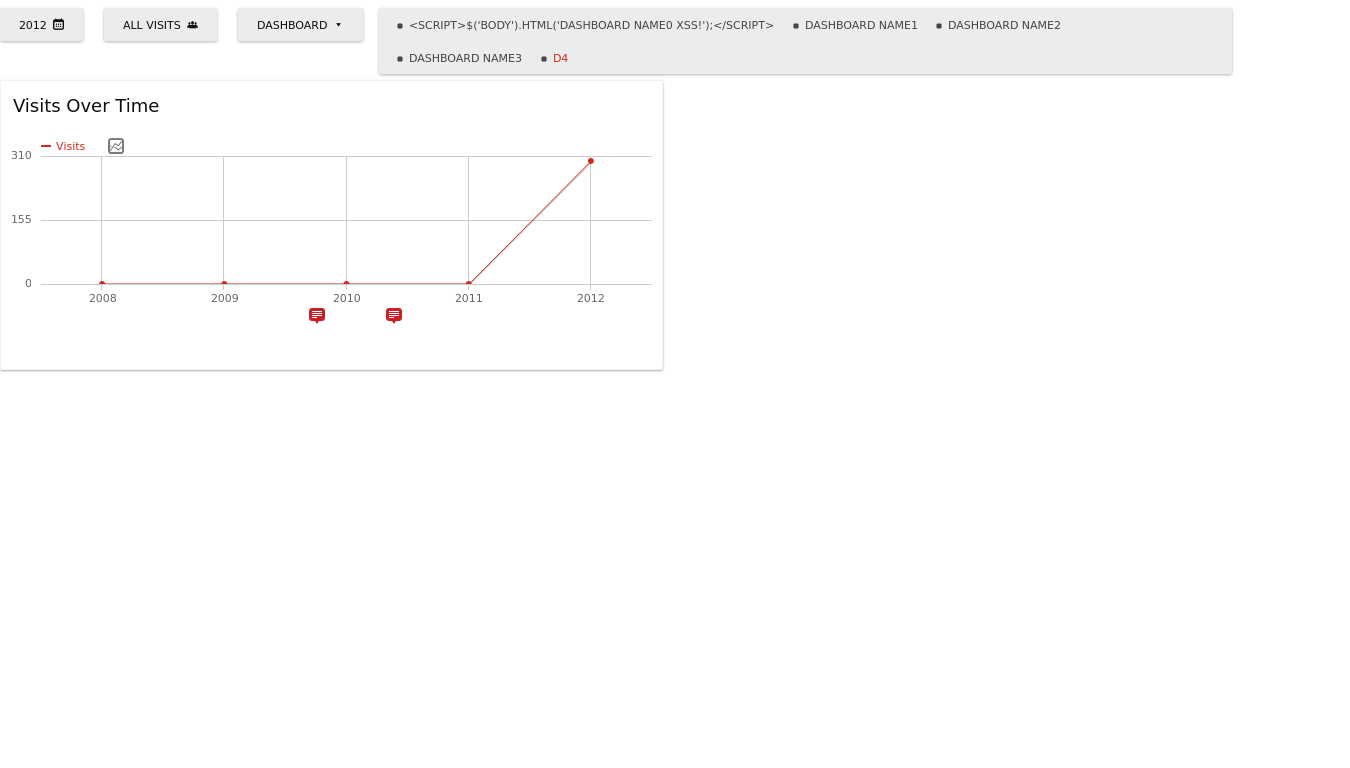 2012
ALL VISITS
DASHBOARD
<SCRIPT>$('BODY').HTML('DASHBOARD NAME0 XSS!');</SCRIPT>
DASHBOARD NAME1
DASHBOARD NAME2
DASHBOARD NAME3
D4
Visits Over Time
Visits
310
155
0
2008
2009
2010
2011
2012